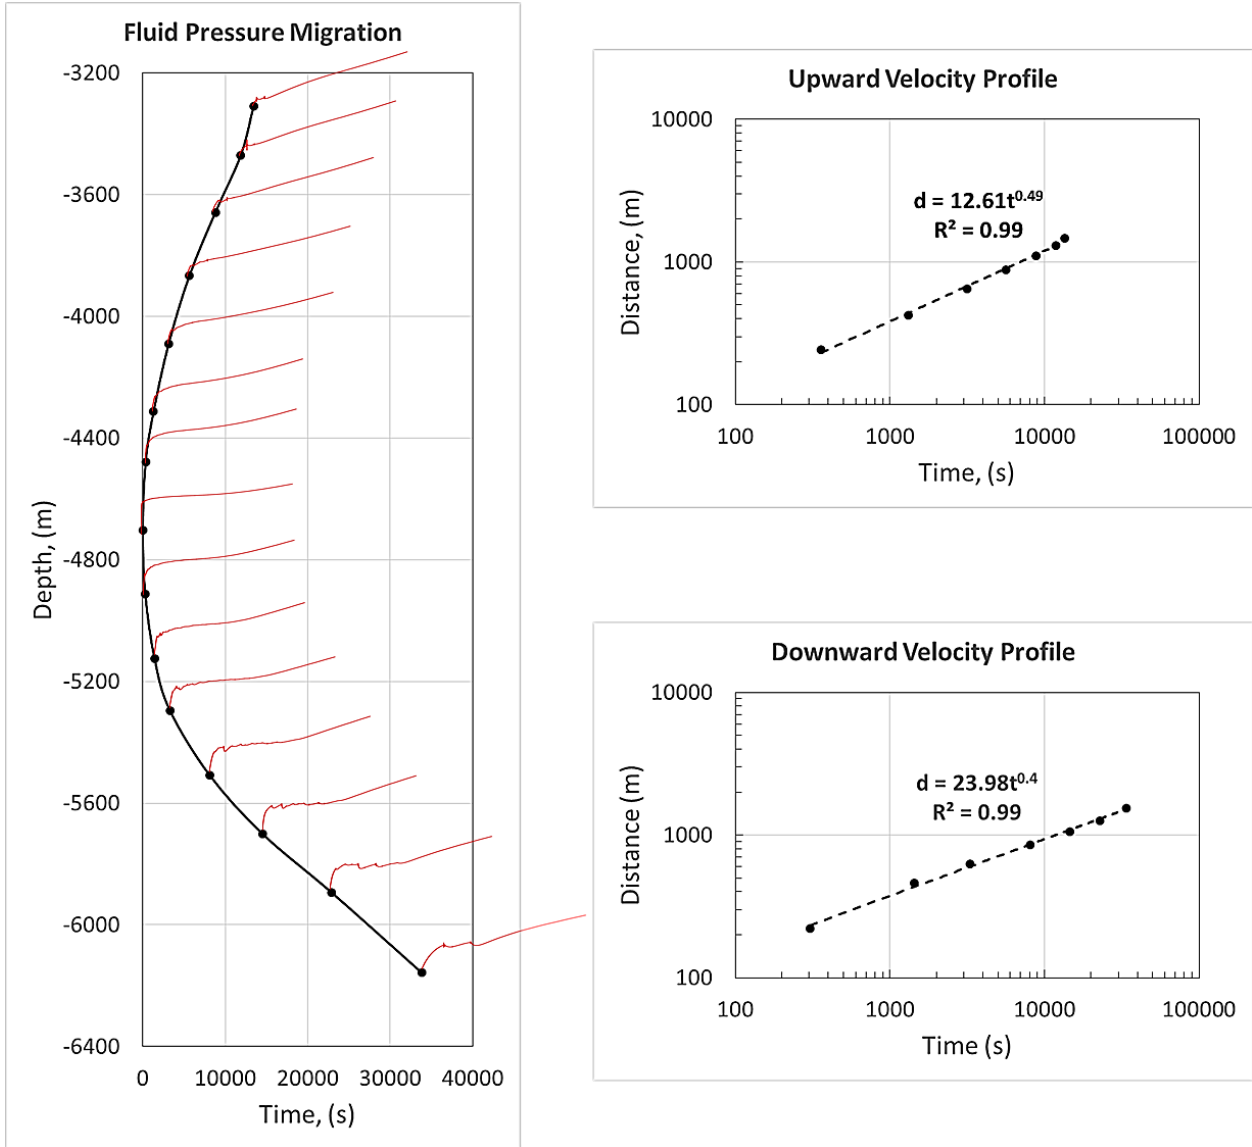 Fluid Pressure Migration
-3200
-3600
-4000
-4400
-4800
-5200
-5600
-6000
-6400
Depth, (m)
0 10000 20000 30000 40000
Time, (s)
Upward Velocity Profile
10000
1000
100
Distance, (m)
d = 12.61t^0.49
R² = 0.99
100 1000 10000 100000
Time, (s)
Downward Velocity Profile
10000
1000
100
Distance (m)
d = 23.98t^0.4
R² = 0.99
100 1000 10000 100000
Time (s)